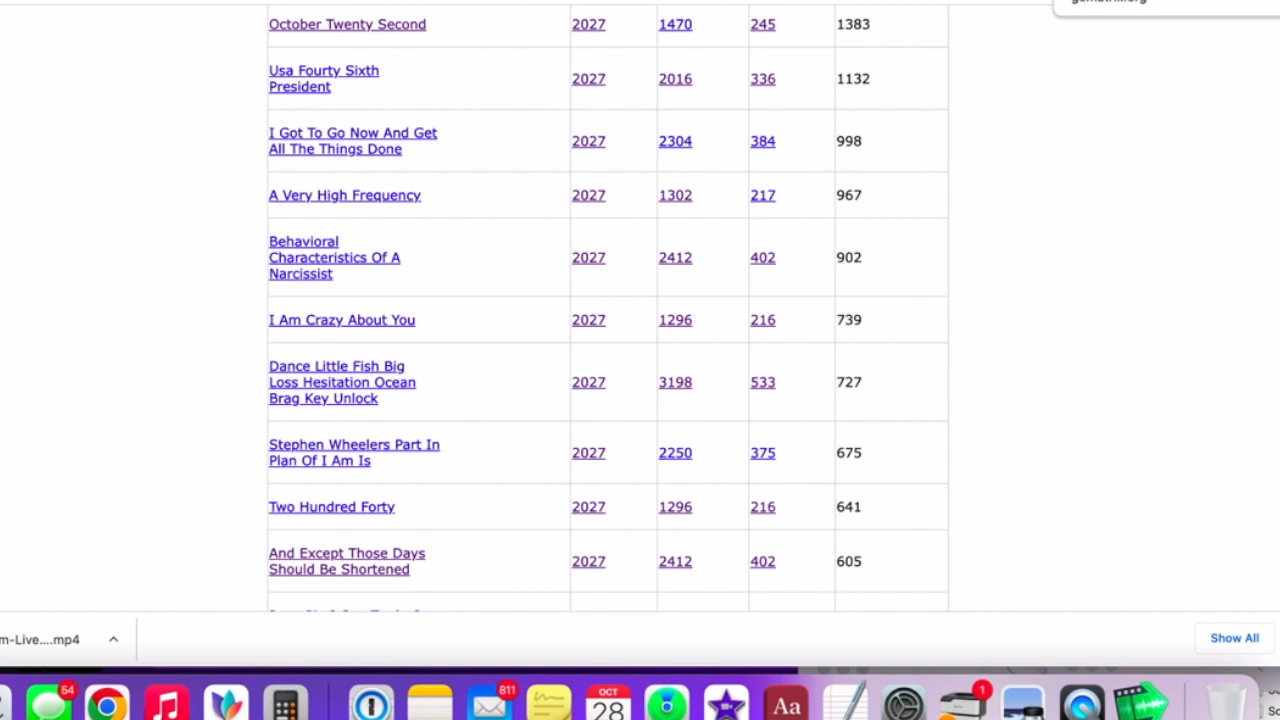 October Twenty Second 2027 1470 245 1383
Usa Fourty Sixth
President 2027 2016 336 1132
I Got To Go Now And Get
All The Things Done 2027 2304 384 998
A Very High Frequency 2027 1302 217 967
Behavioral
Characteristics Of A 2027 2412 402 902
Narcissist
I Am Crazy About You 2027 1296 216 739
Dance Little Fish Big
Loss Hesitation Ocean 2027 3198 533 727
Brag Key Unlock
Stephen Wheelers Part In
Plan Of I Am Is 2027 2250 375 675
Two Hundred Forty 2027 1296 216 641
And Except Those Days
Should Be Shortened 2027 2412 402 605
m-Live....mp4
Show All
54
811
OCT
28
Aa
1